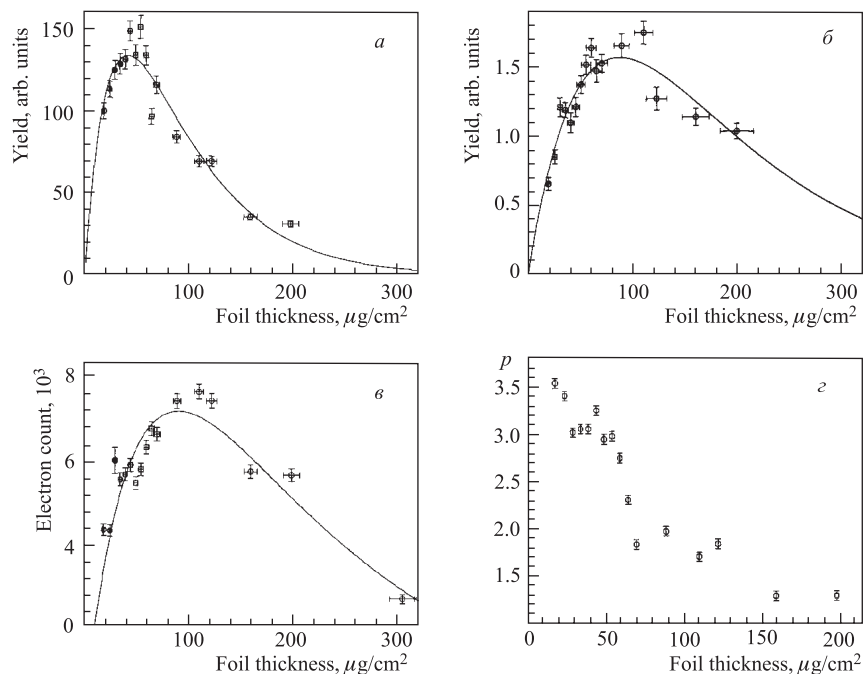 150
100
50
0
Yield, arb. units
а
100
200
300
Foil thickness, μg/cm²
1.5
1.0
0.5
0
Yield, arb. units
б
100
200
300
Foil thickness, μg/cm²
8
6
4
0
Electron count, 10³
в
100
200
300
Foil thickness, μg/cm²
p
3.5
3.0
2.5
2.0
1.5
г
0
50
100
150
200
Foil thickness, μg/cm²